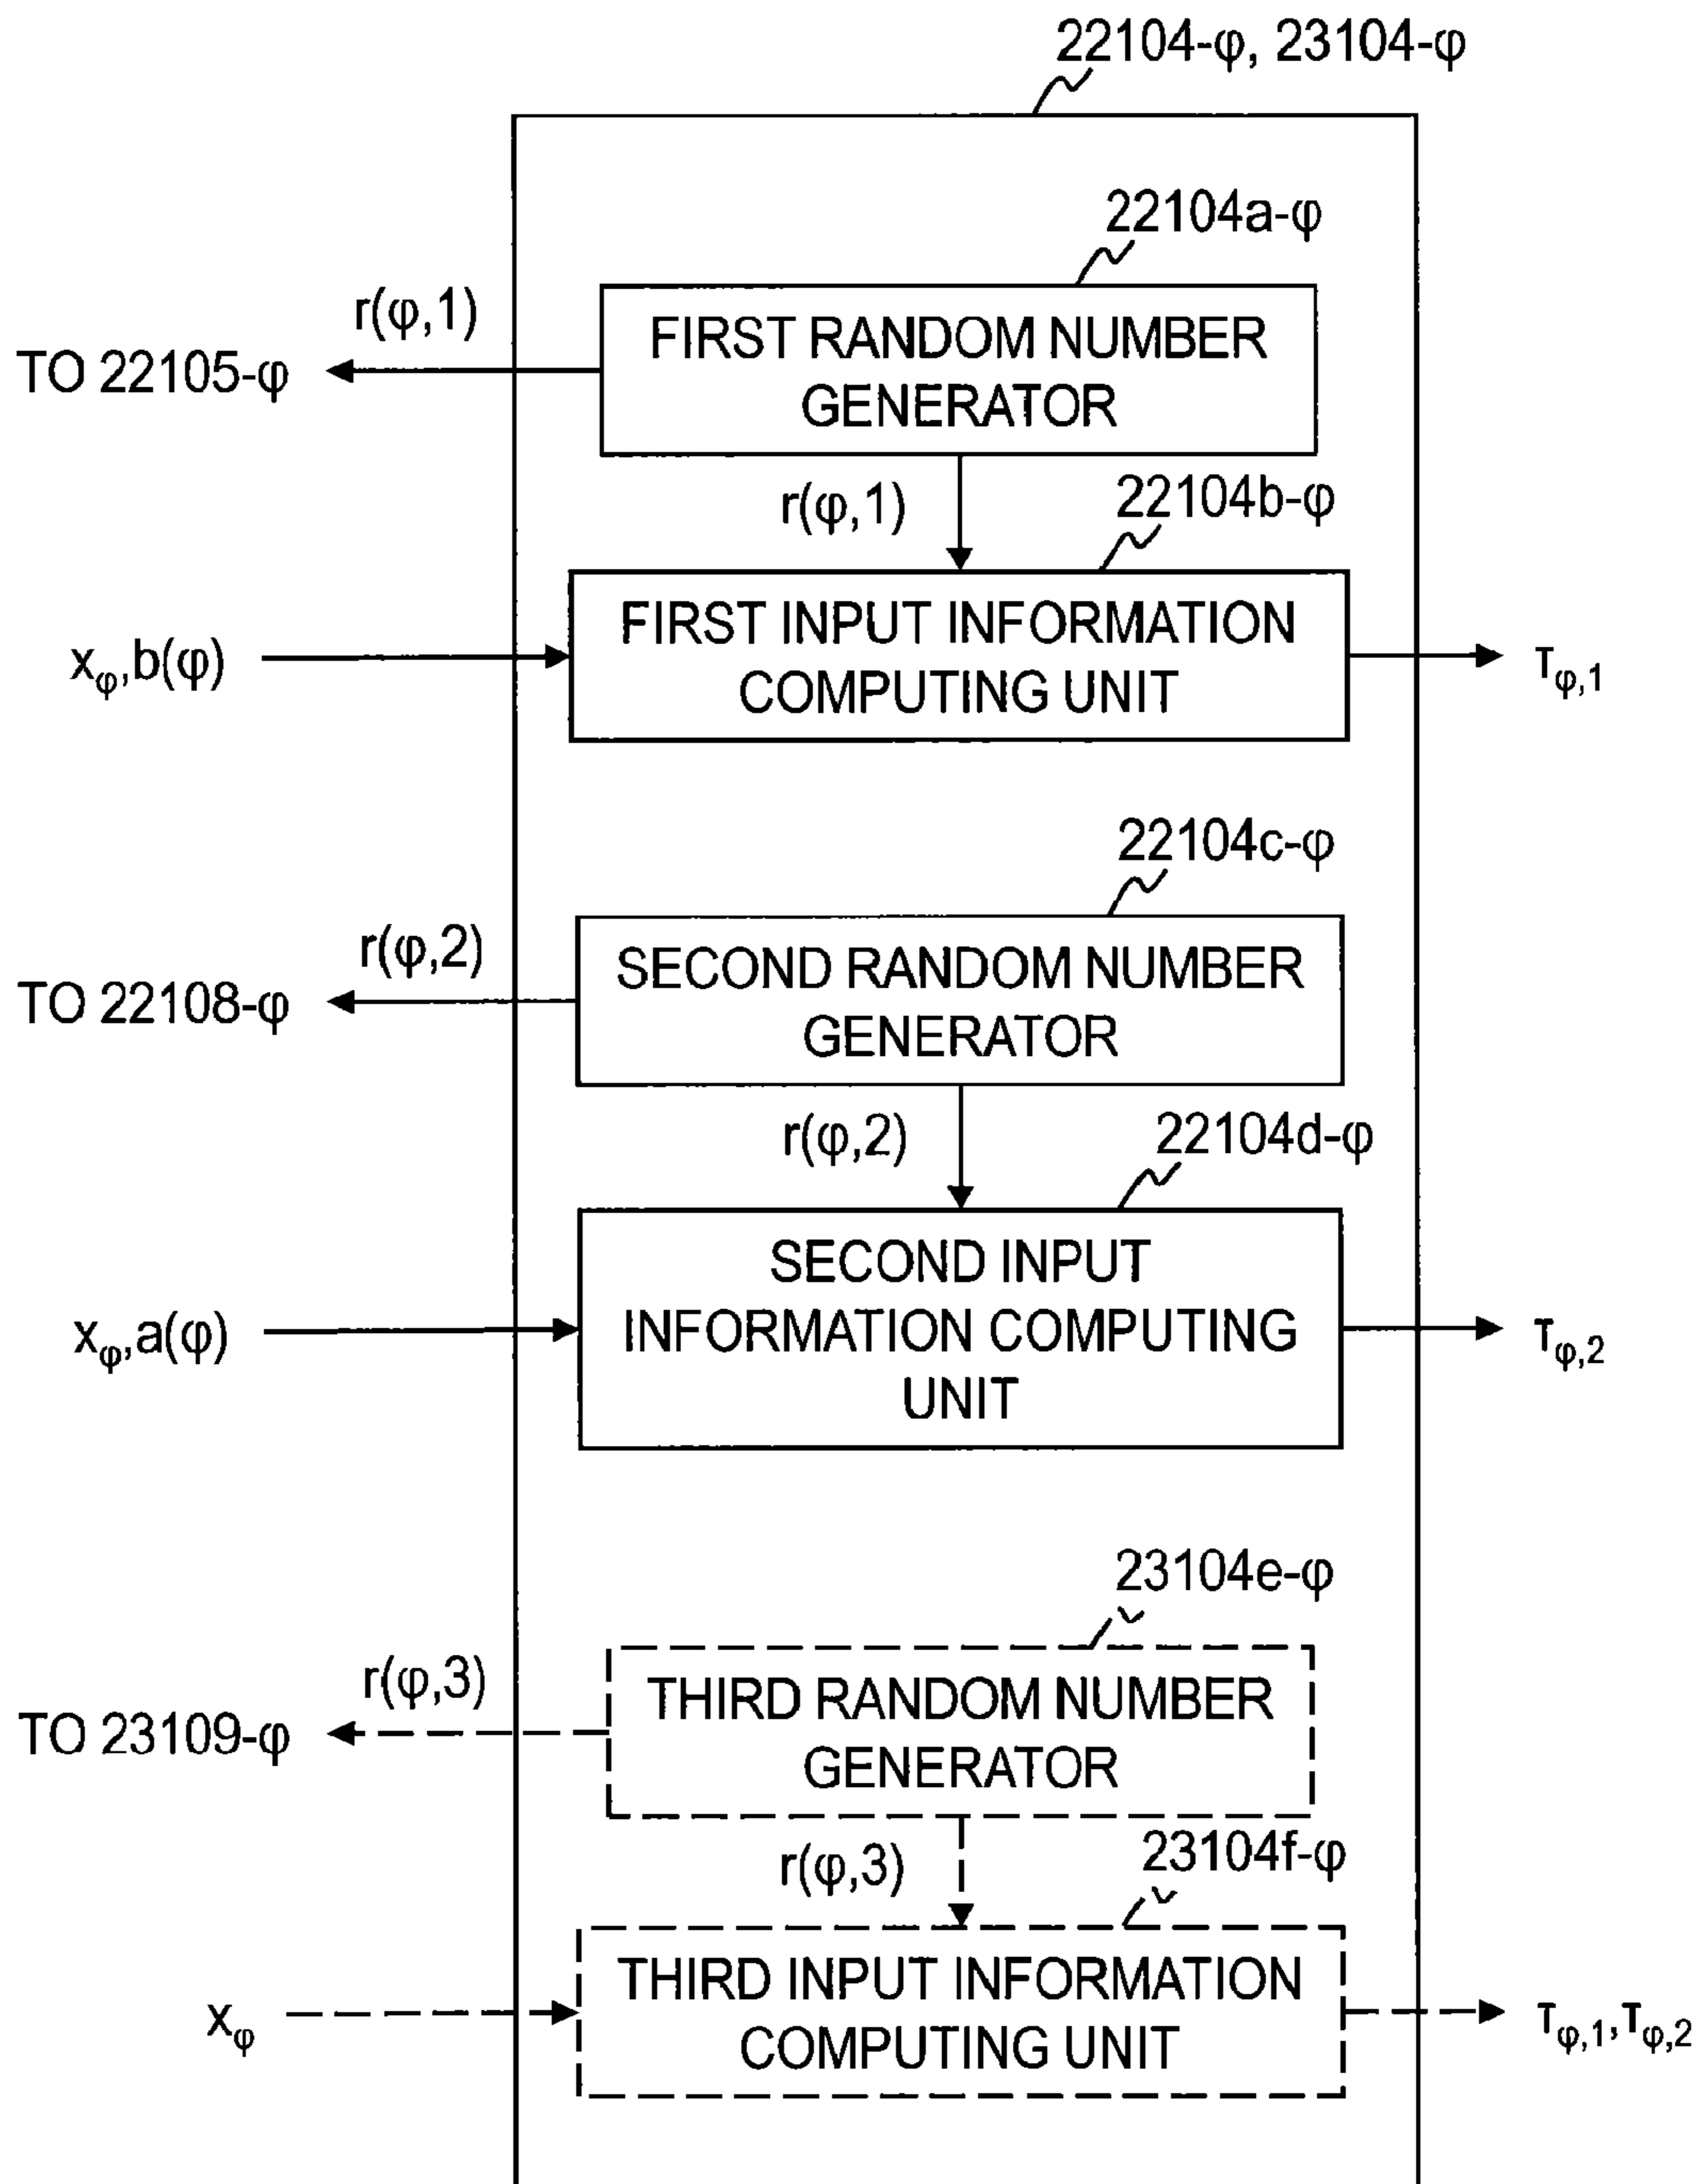 22104-φ, 23104-φ
22104a-φ
r(φ,1)
FIRST RANDOM NUMBER
GENERATOR
TO 22105-φ
r(φ,1)
22104b-φ
FIRST INPUT INFORMATION
COMPUTING UNIT
xφ,b(φ)
τφ,1
22104c-φ
r(φ,2)
SECOND RANDOM NUMBER
GENERATOR
TO 22108-φ
r(φ,2)
22104d-φ
SECOND INPUT
INFORMATION COMPUTING
UNIT
xφ,a(φ)
τφ,2
23104e-φ
r(φ,3)
THIRD RANDOM NUMBER
GENERATOR
TO 23109-φ
r(φ,3)
23104f-φ
THIRD INPUT INFORMATION
COMPUTING UNIT
xφ
τφ,1,τφ,2